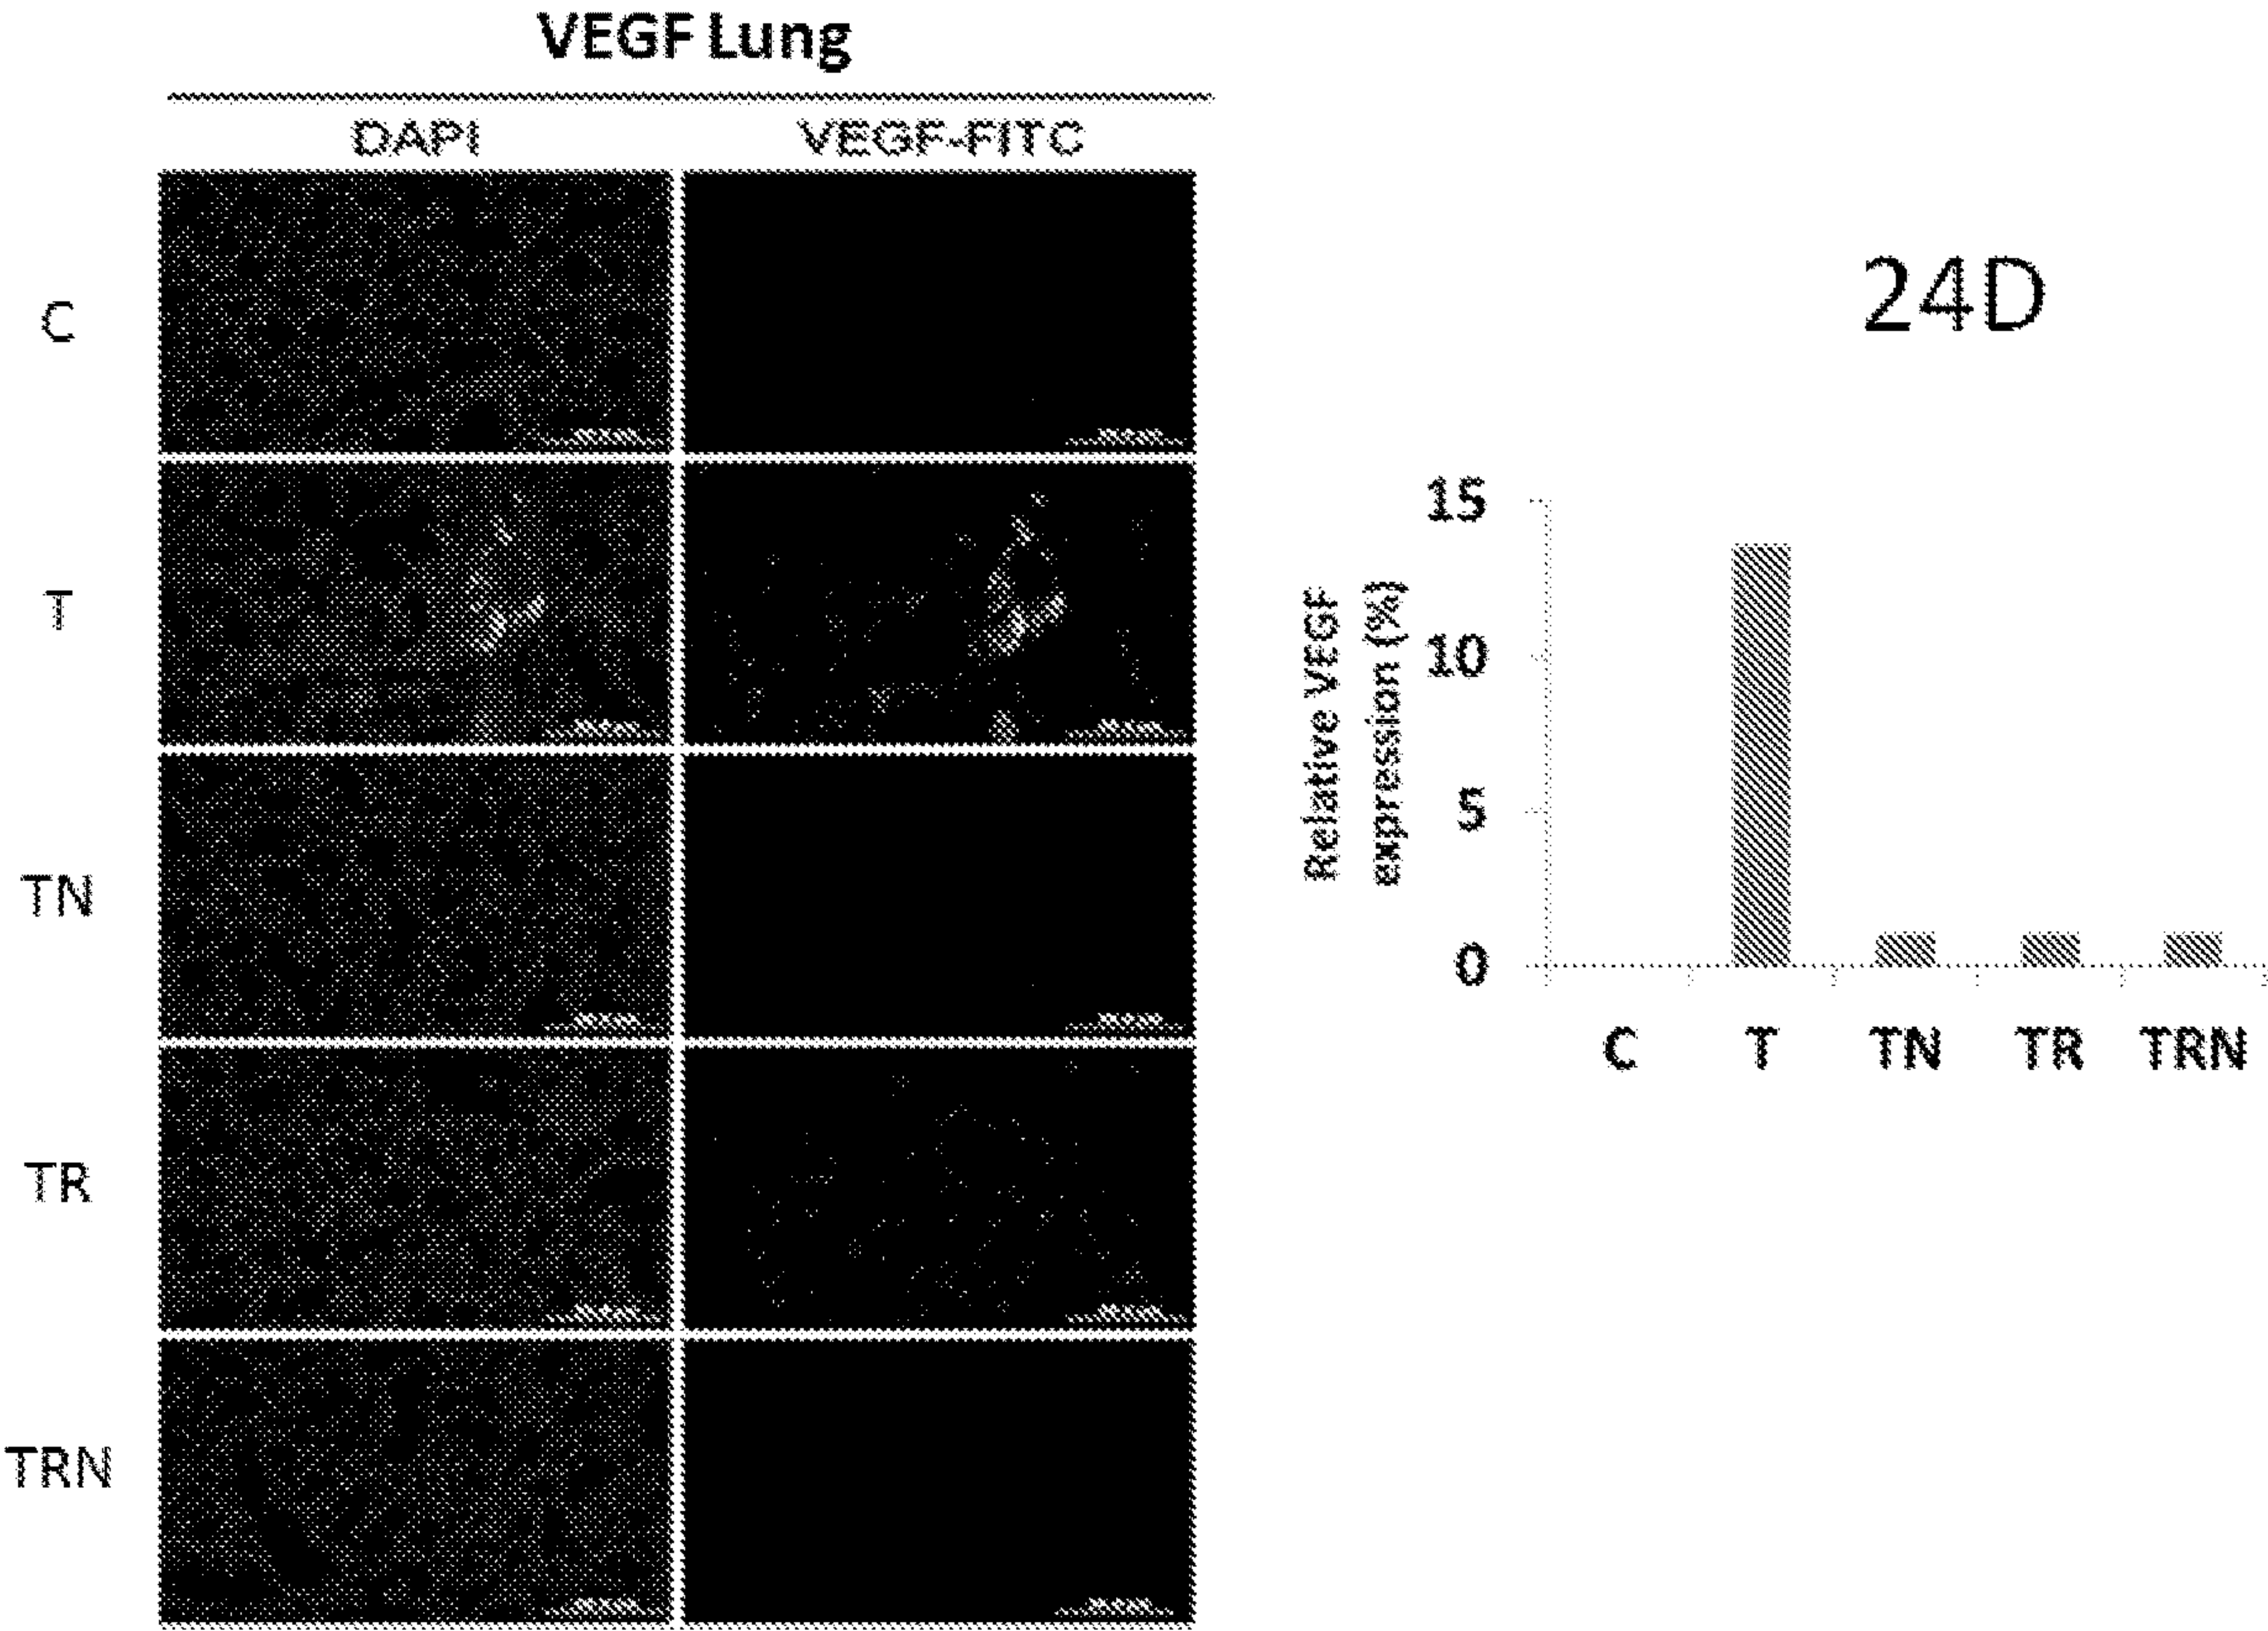 VEGF Lung
DAPI VEGF-FITC
C
T
TN
TR
TRN
24D
Relative VEGF
expression (%)
15
10
5
0
C T TN TR TRN